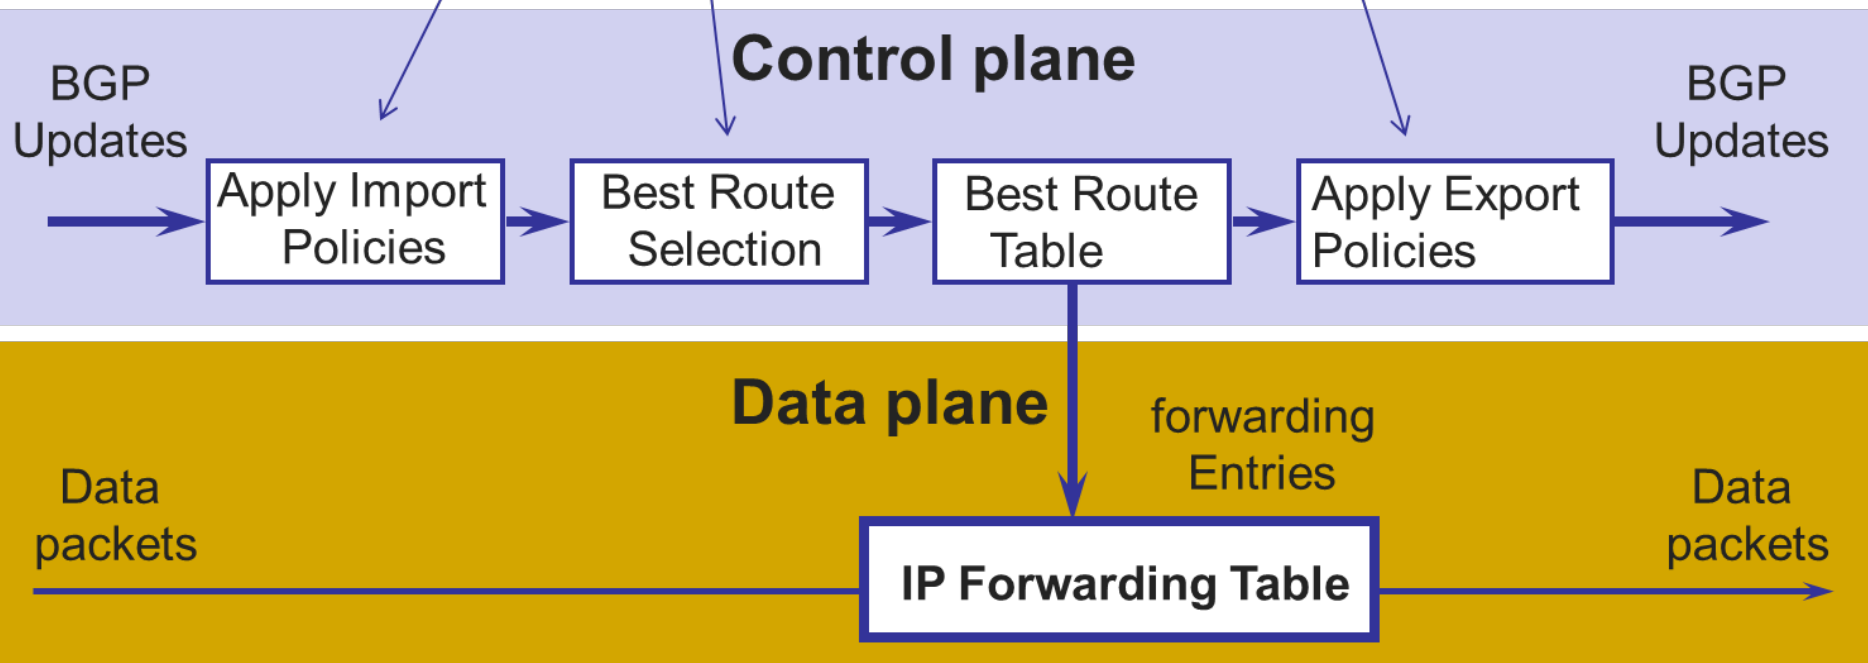 Control plane
BGP
Updates
BGP
Updates
Apply Import
Policies
Best Route
Selection
Best Route
Table
Apply Export
Policies
Data plane
forwarding
Entries
Data
packets
Data
packets
IP Forwarding Table